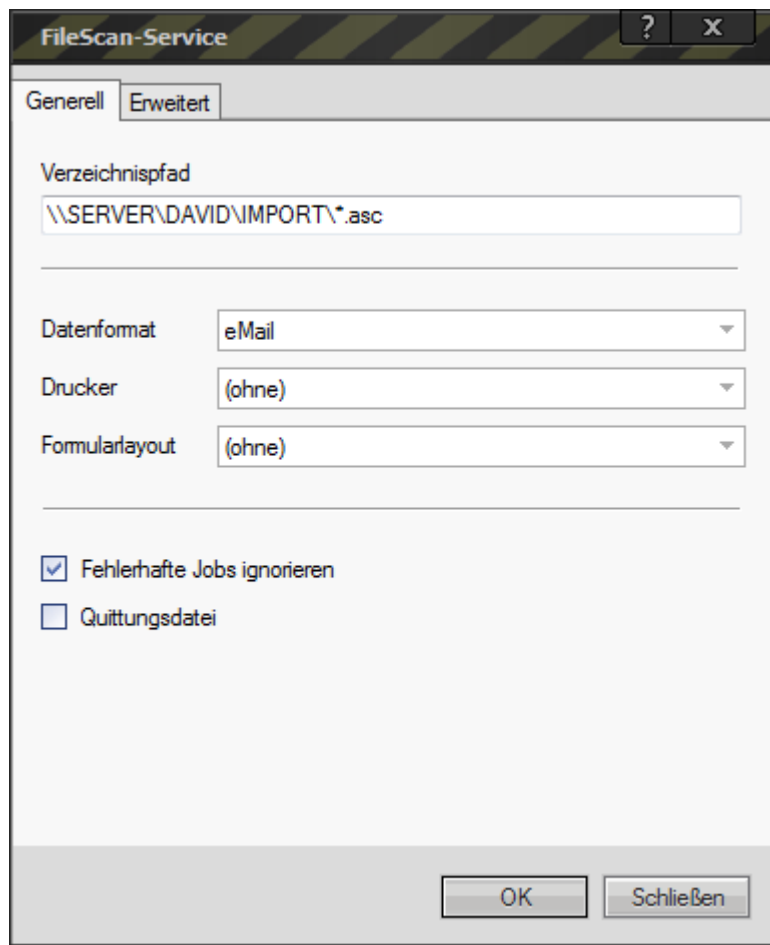 FileScan-Service
? x
Generell Erweitert
Verzeichnispfad
\\SERVER\DAVID\IMPORT\*.asc
Datenformat eMail
Drucker (ohne)
Formularlayout (ohne)
Fehlerhafte Jobs ignorieren
Quittungsdatei
OK Schließen